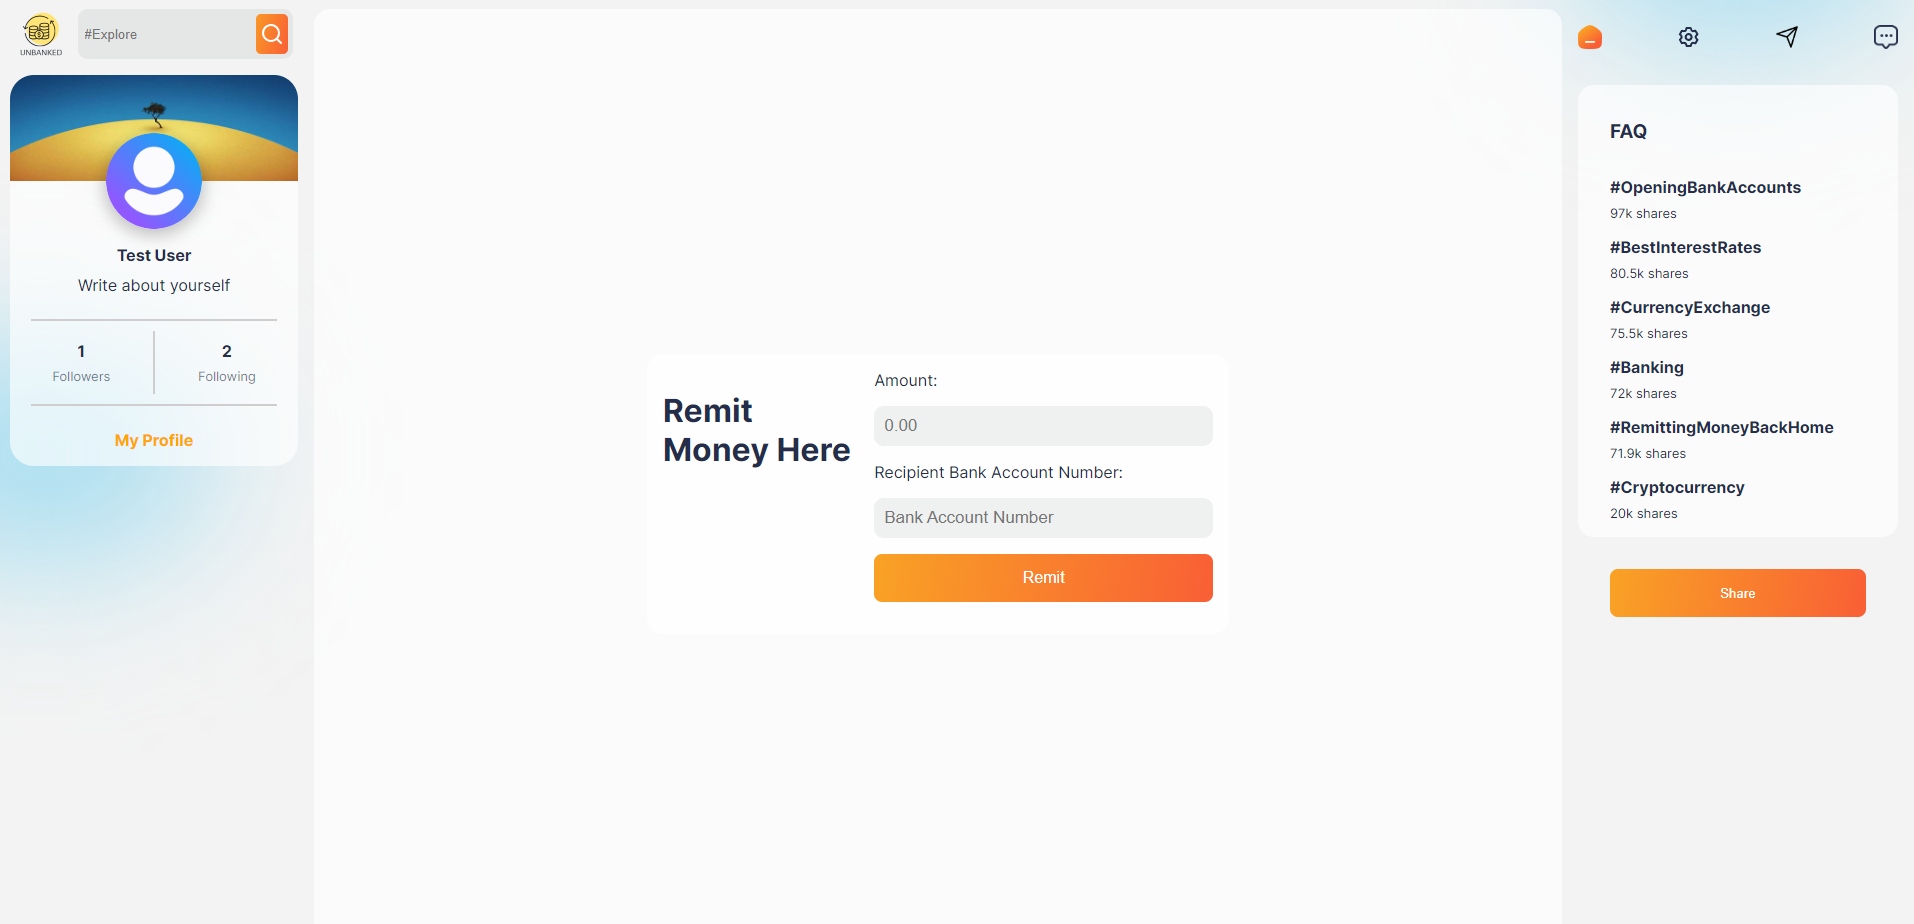 UNBANKED
#Explore
Test User
Write about yourself
1
Followers
2
Following
My Profile
Remit
Money Here
Amount:
0.00
Recipient Bank Account Number:
Bank Account Number
Remit
FAQ
#OpeningBankAccounts
97k shares
#BestInterestRates
80.5k shares
#CurrencyExchange
75.5k shares
#Banking
72k shares
#RemittingMoneyBackHome
71.9k shares
#Cryptocurrency
20k shares
Share